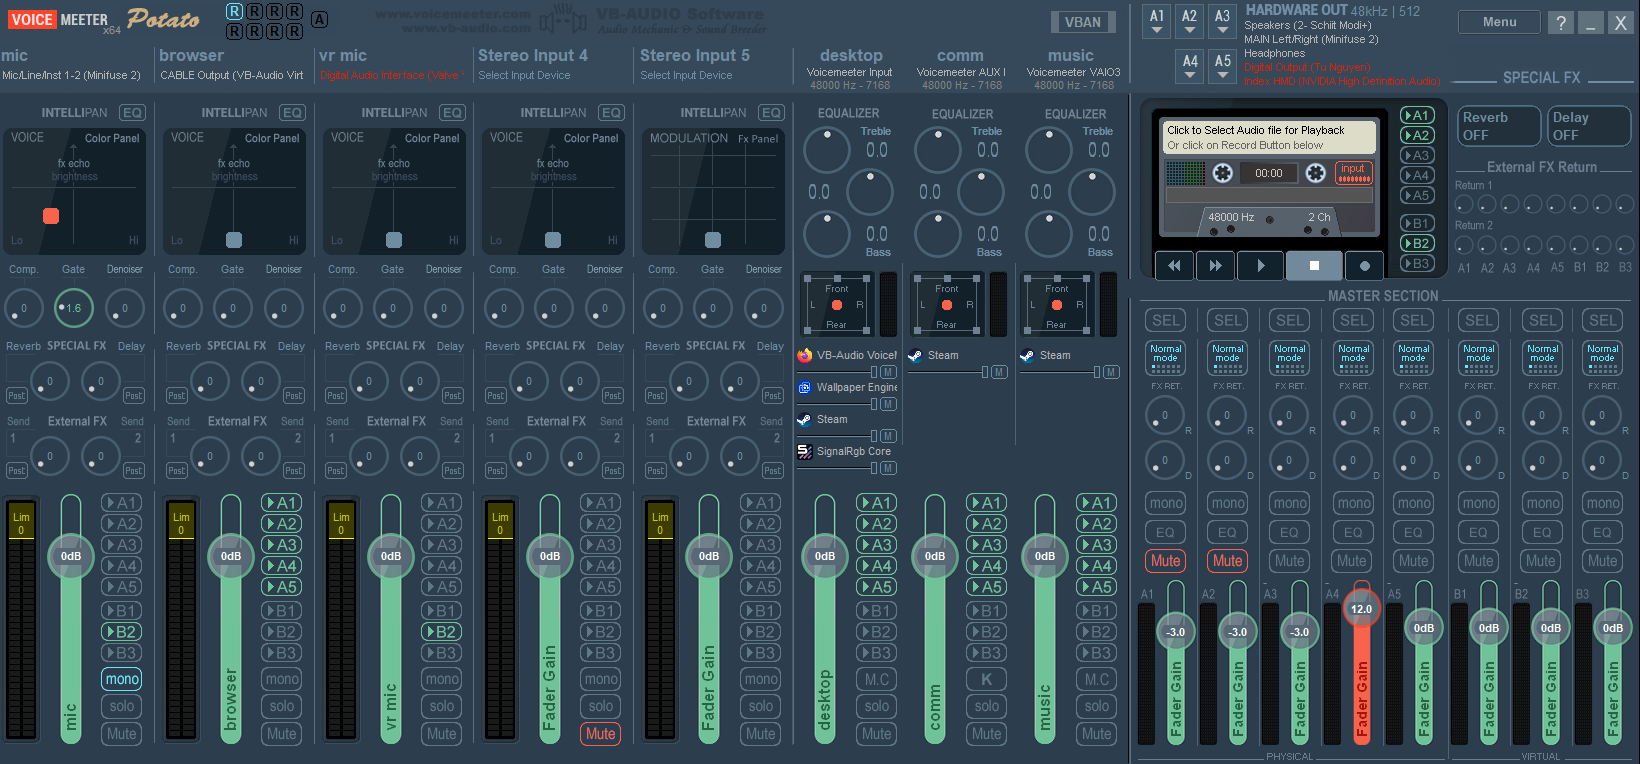 VOICE MEETER x64 Potato
R R R R
R R R R
A
www.voicemeeter.com
www.vb-audio.com
VB-AUDIO Software
Audio Mechanic & Sound Breeder
VBAN
A1 A2 A3
A4 A5
HARDWARE OUT 48kHz | 512
Speakers (2- Schiit Modi+)
MAIN Left/Right (Minifuse 2)
Headphones
Digital Output (Tu Nguyen)
Index HMD (NVIDIA High Definition Audio)
Menu ? _ X
SPECIAL FX
mic
Mic/Line/Inst 1-2 (Minifuse 2)
browser
CABLE Output (VB-Audio Virt
vr mic
Digital Audio Interface (Valve
Stereo Input 4
Select Input Device
Stereo Input 5
Select Input Device
desktop
Voicemeeter Input
48000 Hz - 7168
comm
Voicemeeter AUX I
48000 Hz - 7168
music
Voicemeeter VAIO3
48000 Hz - 7168
INTELLIPAN EQ
VOICE Color Panel
fx echo
brightness
Lo Hi
Comp. Gate Denoiser
0 1.6 0
Reverb SPECIAL FX Delay
0 0
Post Post
Send External FX Send
1 2
0 0
Post Post
Lim
0
0dB
mic
A1
A2
A3
A4
A5
B1
B2
B3
mono
solo
Mute
INTELLIPAN EQ
VOICE Color Panel
fx echo
brightness
Lo Hi
Comp. Gate Denoiser
0 0 0
Reverb SPECIAL FX Delay
0 0
Post Post
Send External FX Send
1 2
0 0
Post Post
Lim
0
0dB
browser
A1
A2
A3
A4
A5
B1
B2
B3
mono
solo
Mute
INTELLIPAN EQ
VOICE Color Panel
fx echo
brightness
Lo Hi
Comp. Gate Denoiser
0 0 0
Reverb SPECIAL FX Delay
0 0
Post Post
Send External FX Send
1 2
0 0
Post Post
Lim
0
0dB
vr mic
A1
A2
A3
A4
A5
B1
B2
B3
mono
solo
Mute
INTELLIPAN EQ
VOICE Color Panel
fx echo
brightness
Lo Hi
Comp. Gate Denoiser
0 0 0
Reverb SPECIAL FX Delay
0 0
Post Post
Send External FX Send
1 2
0 0
Post Post
Lim
0
0dB
Fader Gain
A1
A2
A3
A4
A5
B1
B2
B3
mono
solo
Mute
INTELLIPAN EQ
MODULATION Fx Panel
Comp. Gate Denoiser
0 0 0
Reverb SPECIAL FX Delay
0 0
Post Post
Send External FX Send
1 2
0 0
Post Post
Lim
0
0dB
Fader Gain
A1
A2
A3
A4
A5
B1
B2
B3
mono
solo
Mute
EQUALIZER
Treble
0.0
0.0
0.0
Bass
Front
L R
Rear
VB-Audio Voicel
M
Wallpaper Engine
M
Steam
M
SignalRgb Core
M
0dB
desktop
A1
A2
A3
A4
A5
B1
B2
B3
M.C
solo
Mute
EQUALIZER
Treble
0.0
0.0
0.0
Bass
Front
L R
Rear
Steam
M
0dB
comm
A1
A2
A3
A4
A5
B1
B2
B3
K
solo
Mute
EQUALIZER
Treble
0.0
0.0
0.0
Bass
Front
L R
Rear
Steam
M
0dB
music
A1
A2
A3
A4
A5
B1
B2
B3
M.C
solo
Mute
Click to Select Audio file for Playback
Or click on Record Button below
00:00
input
48000 Hz 2 Ch
A1
A2
A3
A4
A5
B1
B2
B3
Reverb
OFF
Delay
OFF
External FX Return
Return 1
Return 2
A1 A2 A3 A4 A5 B1 B2 B3
MASTER SECTION
SEL SEL SEL SEL SEL SEL SEL SEL
Normal mode Normal mode Normal mode Normal mode Normal mode Normal mode Normal mode Normal mode
FX RET. FX RET. FX RET. FX RET. FX RET. FX RET. FX RET. FX RET.
0 R 0 R 0 R 0 R 0 R 0 R 0 R 0 R
0 D 0 D 0 D 0 D 0 D 0 D 0 D 0 D
mono mono mono mono mono mono mono mono
EQ EQ EQ EQ EQ EQ EQ EQ
Mute Mute Mute Mute Mute Mute Mute Mute
A1 A2 A3 A4 A5 B1 B2 B3
-3.0 -3.0 -3.0 12.0 0dB 0dB 0dB 0dB
Fader Gain Fader Gain Fader Gain Fader Gain Fader Gain Fader Gain Fader Gain Fader Gain
PHYSICAL VIRTUAL